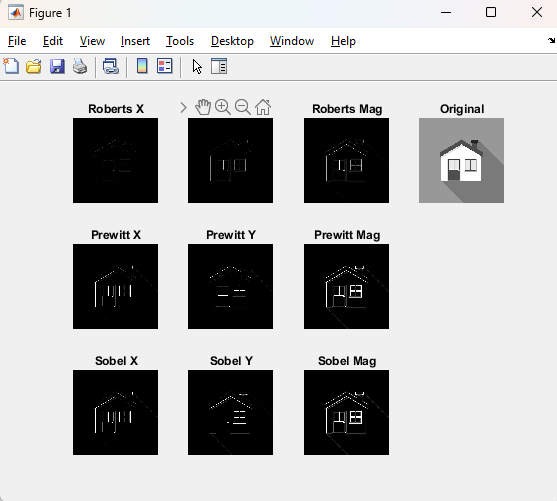 Figure 1
File Edit View Insert Tools Desktop Window Help
Roberts X Roberts Mag Original
Prewitt X Prewitt Y Prewitt Mag
Sobel X Sobel Y Sobel Mag